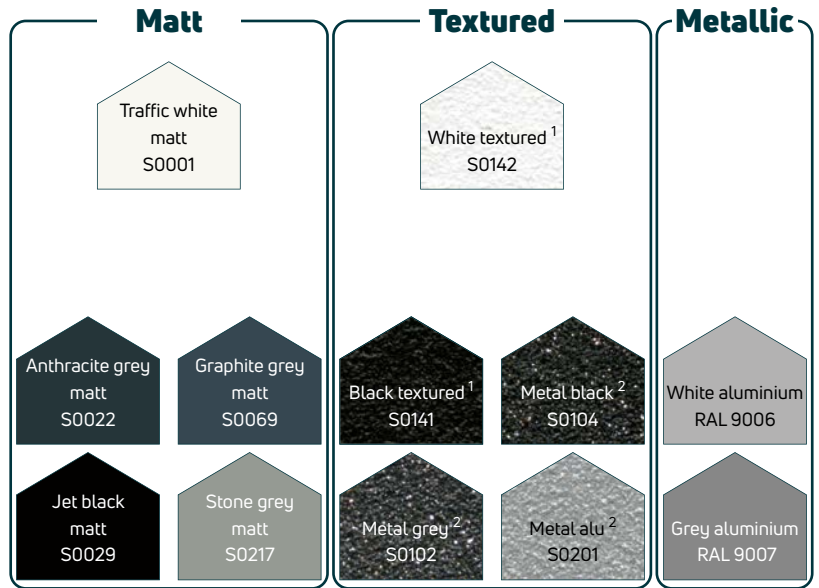 Matt
Textured
Metallic
Traffic white
matt
S0001
White textured 1
S0142
Anthracite grey
matt
S0022
Graphite grey
matt
S0069
Black textured 1
S0141
Metal black 2
S0104
White aluminium
RAL 9006
Jet black
matt
S0029
Stone grey
matt
S0217
Metal grey 2
S0102
Metal alu 2
S0201
Grey aluminium
RAL 9007